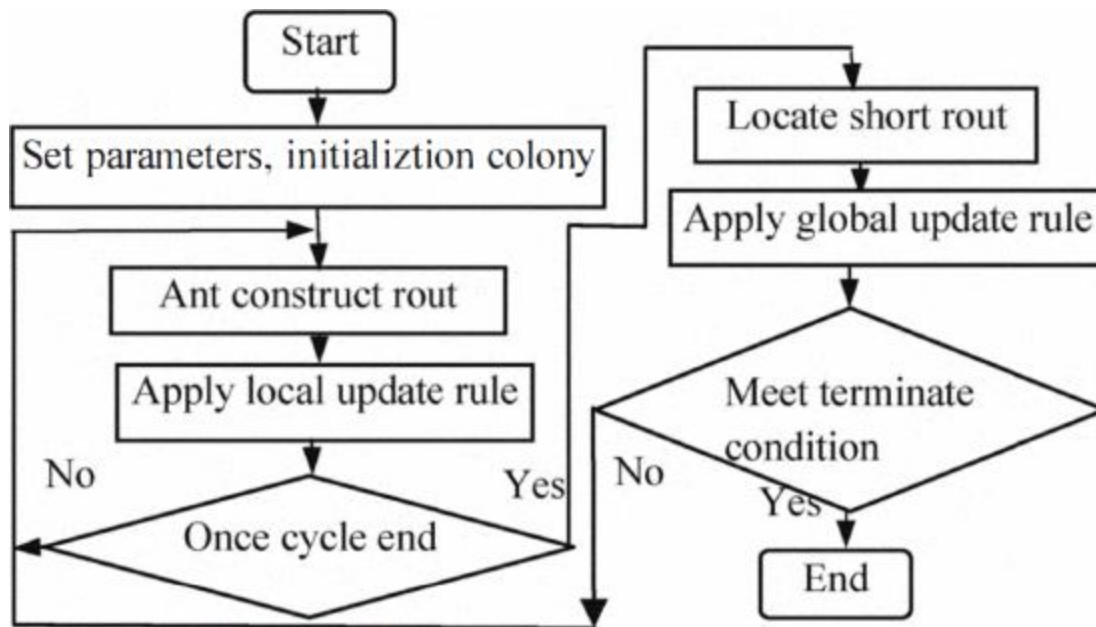 Start
Set parameters, initializtion colony
Ant construct rout
Apply local update rule
No
Yes
Once cycle end
Locate short rout
Apply global update rule
Meet terminate
condition
No
Yes
End